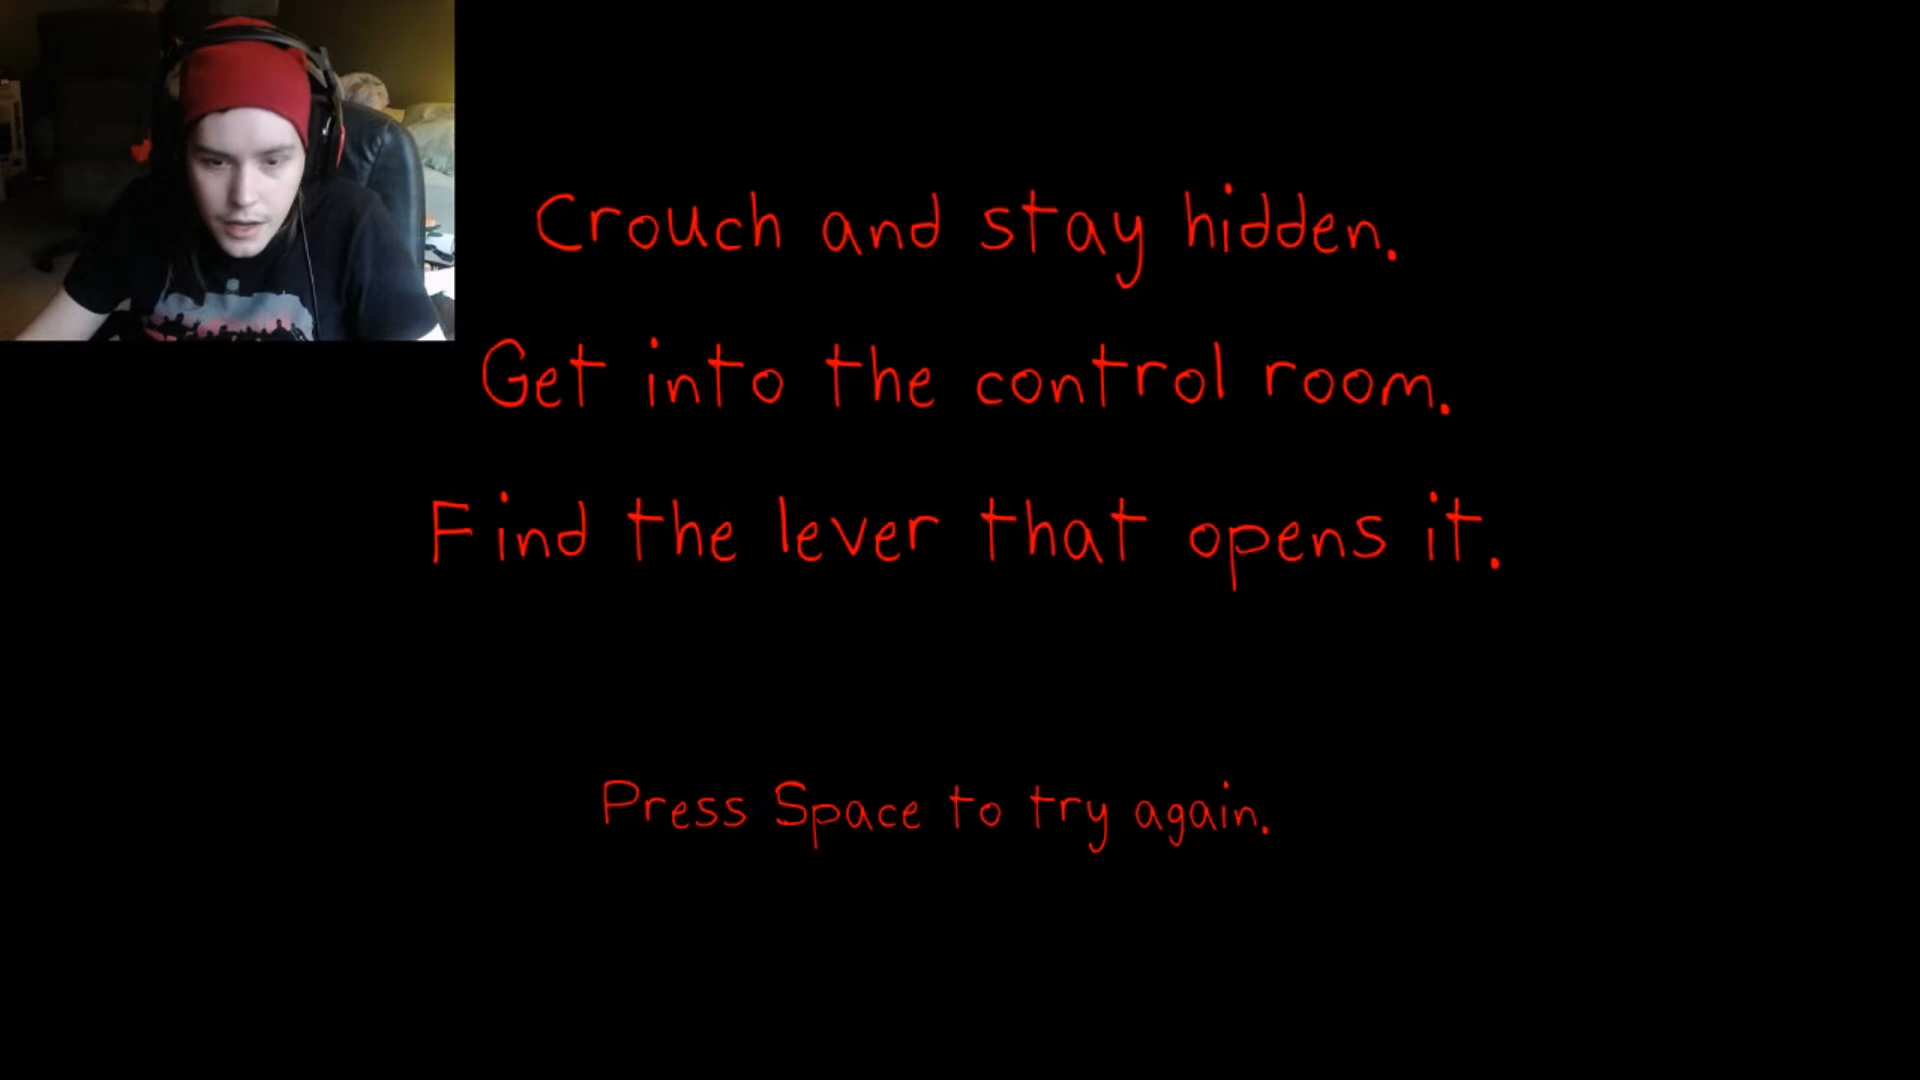 Crouch and stay hidden.
Get into the control room.
Find the lever that opens it.
Press Space to try again.